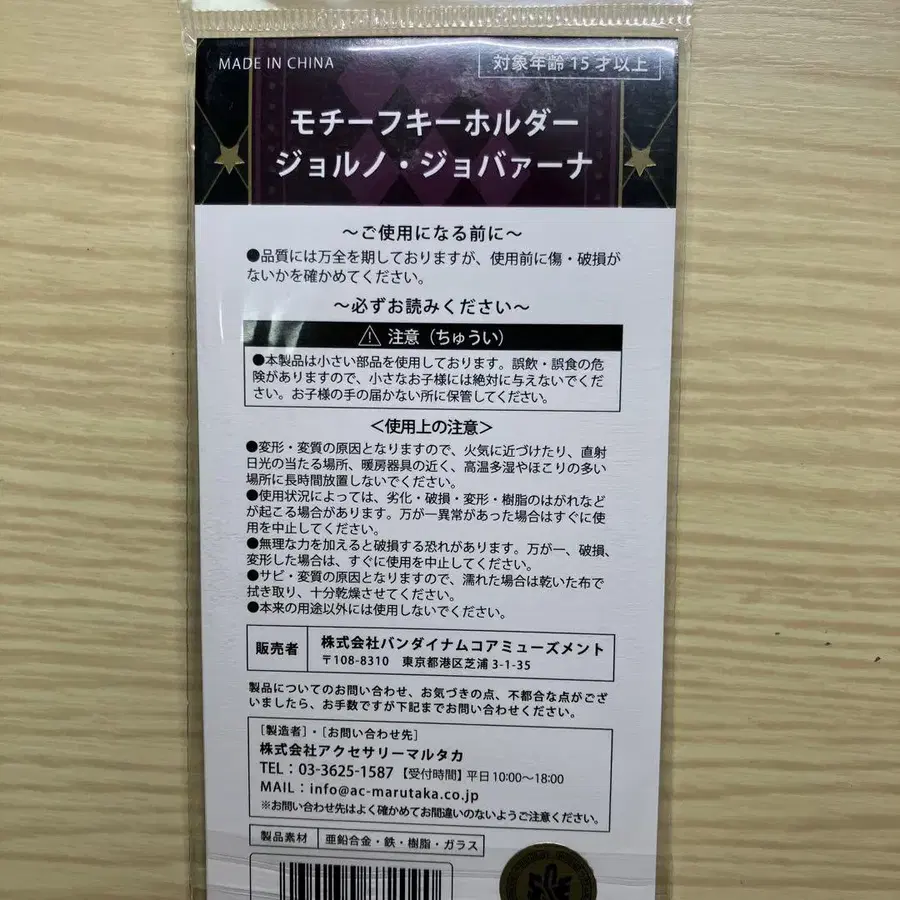 MADE IN CHINA
対象年齢 15 才以上
モチーフキーホルダー
ジョルノ・ジョバァーナ
～ご使用になる前に～
●品質には万全を期しておりますが、使用前に傷・破損が
ないかを確かめてください。
～必ずお読みください～
⚠ 注意（ちゅうい）
●本製品は小さい部品を使用しております。誤飲・誤食の危
険がありますので、小さなお子様には絶対に与えないでくだ
さい。お子様の手の届かない所に保管してください。
＜使用上の注意＞
●変形・変質の原因となりますので、火気に近づけたり、直射
日光の当たる場所、暖房器具の近く、高温多湿やほこりの多い
場所に長時間放置しないでください。
●使用状況によっては、劣化・破損・変形・樹脂のはがれなど
が起こる場合があります。万が一異常があった場合はすぐに使
用を中止してください。
●無理な力を加えると破損する恐れがあります。万が一、破損、
変形した場合は、すぐに使用を中止してください。
●サビ・変質の原因となりますので、濡れた場合は乾いた布で
拭き取り、十分乾燥させてください。
●本来の用途以外には使用しないでください。
販売者
株式会社バンダイナムコアミューズメント
〒108-8310 東京都港区芝浦 3-1-35
製品についてのお問い合わせ、お気づきの点、不都合な点がござ
いましたら、お手数ですが下記までお問い合わせください。
［製造者］・［お問い合わせ先］
株式会社アクセサリーマルタカ
TEL：03-3625-1587 【受付時間】平日 10:00～18:00
MAIL：info@ac-marutaka.co.jp
※お問い合わせ先はよく確かめてお間違いのないようご注意ください。
製品素材 亜鉛合金・鉄・樹脂・ガラス